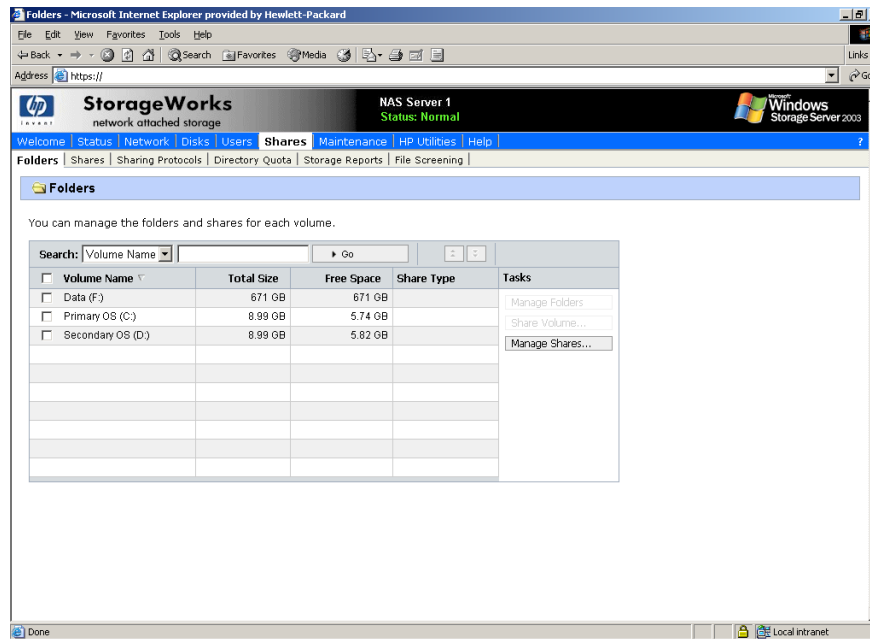 Folders - Microsoft Internet Explorer provided by Hewlett-Packard
File Edit View Favorites Tools Help
Back Search Favorites Media Links
Address https:// Go
hp invent StorageWorks NAS Server 1 Microsoft Windows
network attached storage Status: Normal Storage Server 2003
Welcome | Status | Network | Disks | Users | Shares | Maintenance | HP Utilities | Help | ?
Folders | Shares | Sharing Protocols | Directory Quota | Storage Reports | File Screening |
Folders
You can manage the folders and shares for each volume.
Search: Volume Name Go
Volume Name Total Size Free Space Share Type Tasks
Data (F:) 671 GB 671 GB Manage Folders
Primary OS (C:) 8.99 GB 5.74 GB Share Volume...
Secondary OS (D:) 8.99 GB 5.82 GB Manage Shares...
Done Local intranet